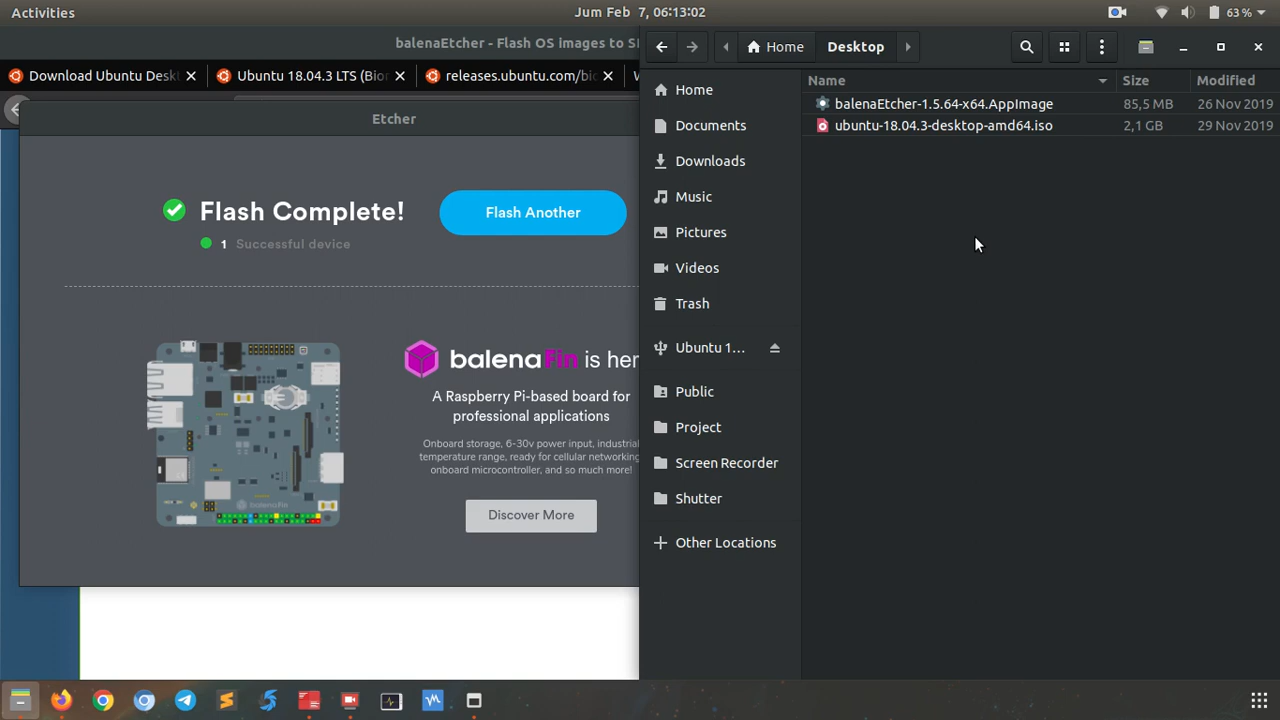 Activities
Jum Feb 7, 06:13:02
63 %
balenaEtcher - Flash OS images to S
Download Ubuntu Desk
Ubuntu 18.04.3 LTS (Bior
releases.ubuntu.com/bio
Etcher
Flash Complete!
Flash Another
1 Successful device
balenaFin is her
A Raspberry Pi-based board for
professional applications
Onboard storage, 6-30v power input, industrial
temperature range, ready for cellular networking
onboard microcontroller, and so much more!
Discover More
Home
Desktop
Name
Size
Modified
balenaEtcher-1.5.64-x64.AppImage
85,5 MB
26 Nov 2019
ubuntu-18.04.3-desktop-amd64.iso
2,1 GB
29 Nov 2019
Home
Documents
Downloads
Music
Pictures
Videos
Trash
Ubuntu 1…
Public
Project
Screen Recorder
Shutter
Other Locations